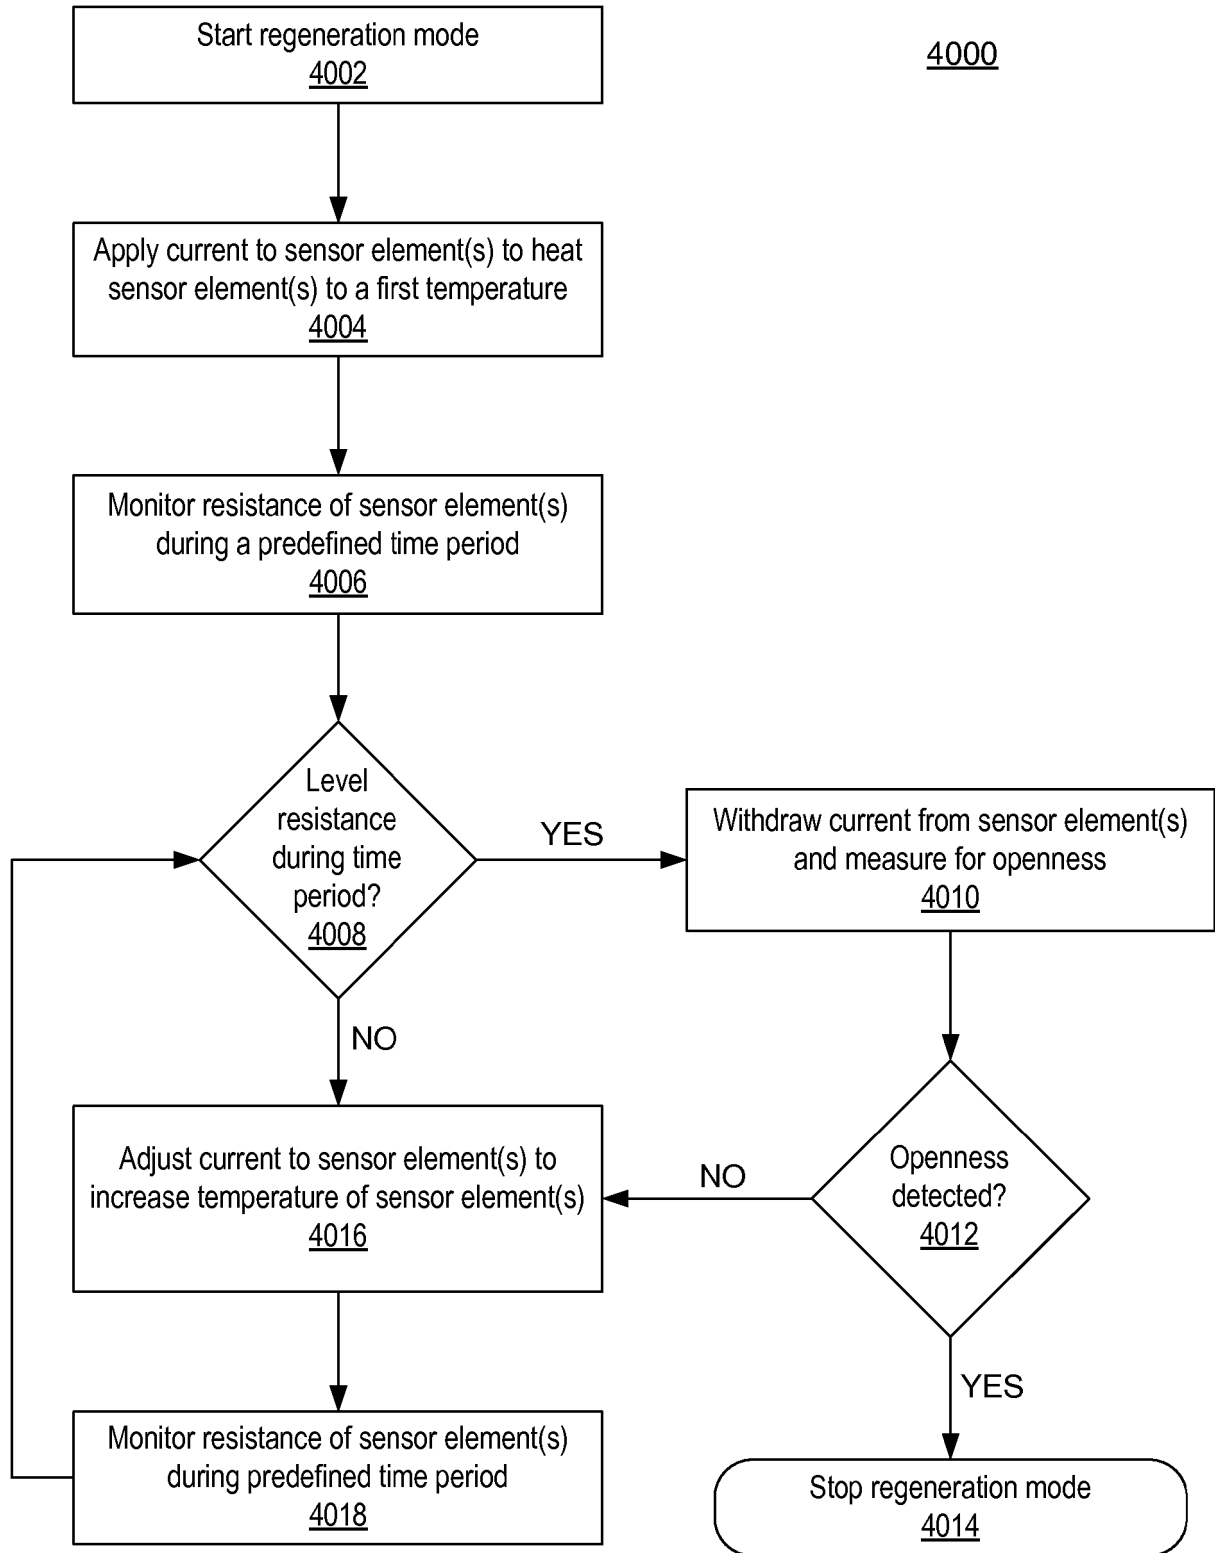 Start regeneration mode
4002
4000
Apply current to sensor element(s) to heat
sensor element(s) to a first temperature
4004
Monitor resistance of sensor element(s)
during a predefined time period
4006
Level
resistance
during time
period?
4008
YES
Withdraw current from sensor element(s)
and measure for openness
4010
NO
Adjust current to sensor element(s) to
increase temperature of sensor element(s)
4016
NO
Openness
detected?
4012
YES
Monitor resistance of sensor element(s)
during predefined time period
4018
Stop regeneration mode
4014